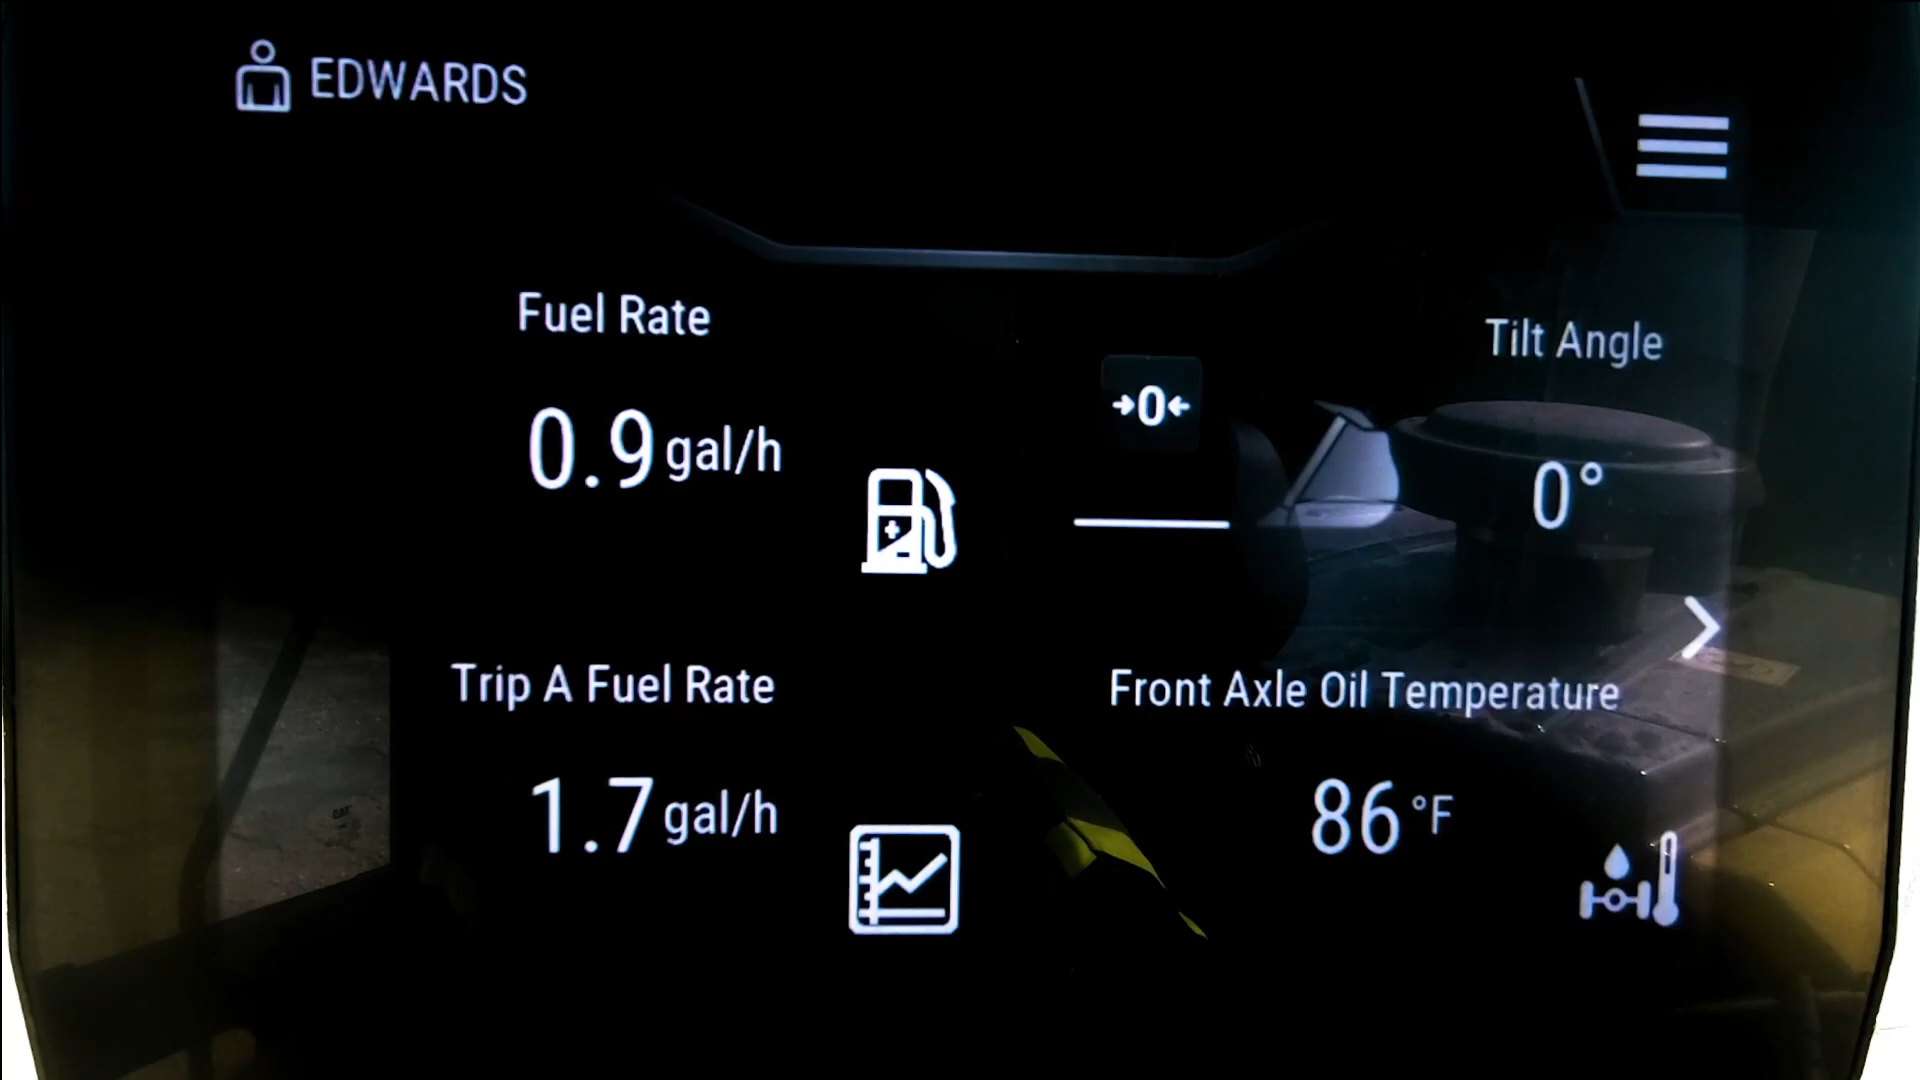 EDWARDS
Fuel Rate
0.9 gal/h
→0←
Tilt Angle
0°
Trip A Fuel Rate
1.7 gal/h
Front Axle Oil Temperature
86 °F
CAT